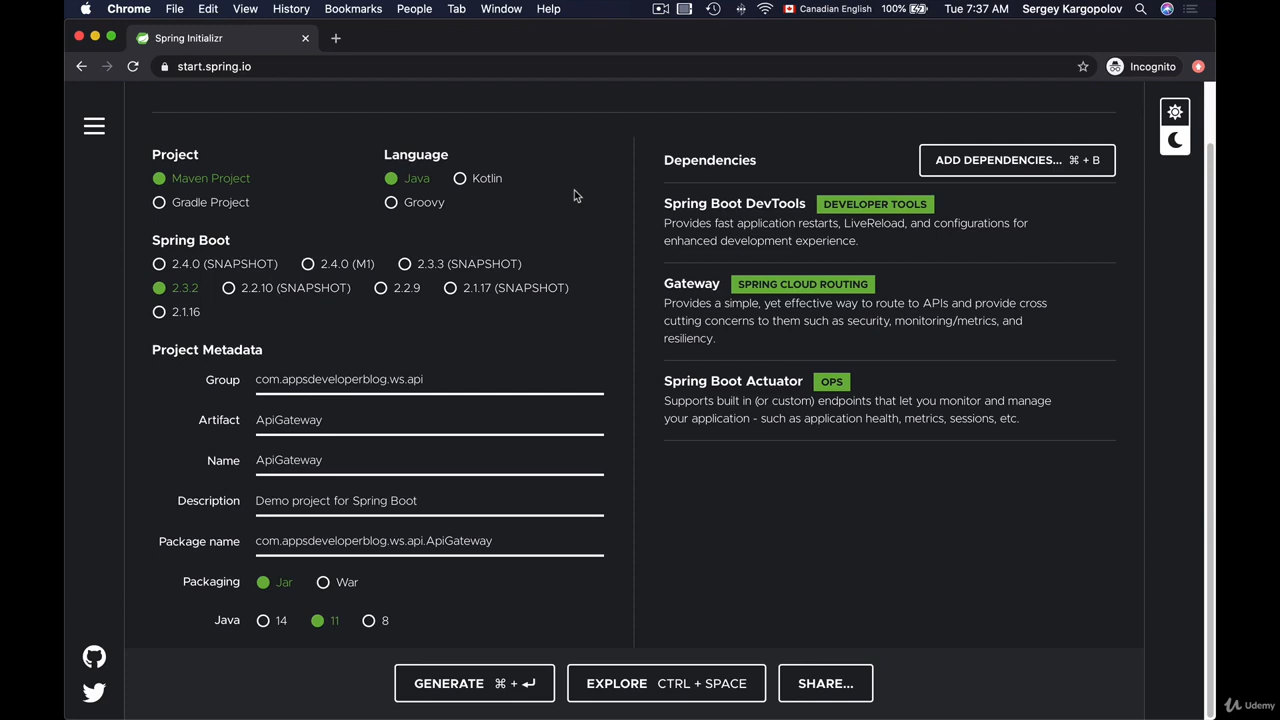 Chrome File Edit View History Bookmarks People Tab Window Help Canadian English 100% Tue 7:37 AM Sergey Kargopolov
Spring Initializr
start.spring.io Incognito
Project
Maven Project
Gradle Project
Language
Java Kotlin
Groovy
Spring Boot
2.4.0 (SNAPSHOT) 2.4.0 (M1) 2.3.3 (SNAPSHOT)
2.3.2 2.2.10 (SNAPSHOT) 2.2.9 2.1.17 (SNAPSHOT)
2.1.16
Project Metadata
Group com.appsdeveloperblog.ws.api
Artifact ApiGateway
Name ApiGateway
Description Demo project for Spring Boot
Package name com.appsdeveloperblog.ws.api.ApiGateway
Packaging Jar War
Java 14 11 8
Dependencies ADD DEPENDENCIES... ⌘ + B
Spring Boot DevTools DEVELOPER TOOLS
Provides fast application restarts, LiveReload, and configurations for
enhanced development experience.
Gateway SPRING CLOUD ROUTING
Provides a simple, yet effective way to route to APIs and provide cross
cutting concerns to them such as security, monitoring/metrics, and
resiliency.
Spring Boot Actuator OPS
Supports built in (or custom) endpoints that let you monitor and manage
your application - such as application health, metrics, sessions, etc.
GENERATE ⌘ + ↵ EXPLORE CTRL + SPACE SHARE...
Udemy